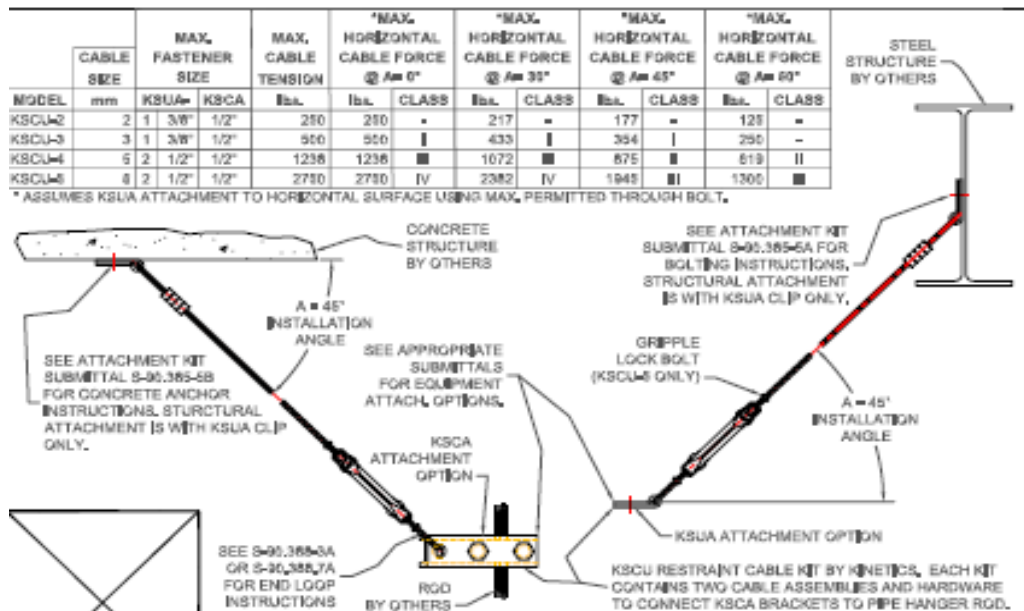 *MAX. *MAX. *MAX. *MAX.
MAX. MAX. HORIZONTAL HORIZONTAL HORIZONTAL HORIZONTAL
CABLE FASTENER CABLE CABLE FORCE CABLE FORCE CABLE FORCE CABLE FORCE
SIZE SIZE TENSION @ A= 0° @ A= 30° @ A= 45° @ A= 60°
MODEL mm KSUA- KSCA lbs. lbs. CLASS lbs. CLASS lbs. CLASS lbs. CLASS
KSCU-2 2 1 3/8" 1/2" 250 250 - 217 - 177 - 125 -
KSCU-3 3 1 3/8" 1/2" 500 500 I 433 I 354 I 250 -
KSCU-4 5 2 1/2" 1/2" 1238 1238 III 1072 III 875 II 619 II
2 1/2" 1/2" 2750 2750 IV 2382 IV 1945 III 1300 III
* ASSUMES KSUA ATTACHMENT TO HORIZONTAL SURFACE USING MAX. PERMITTED THROUGH BOLT.
STEEL
STRUCTURE
BY OTHERS
CONCRETE
STRUCTURE
BY OTHERS
SEE ATTACHMENT KIT
SUBMITTAL S-90.385-5A FOR
BOLTING INSTRUCTIONS.
STRUCTURAL ATTACHMENT
IS WITH KSUA CLIP ONLY.
A = 45°
INSTALLATION
ANGLE
SEE ATTACHMENT KIT
SUBMITTAL S-90.385-5B
FOR CONCRETE ANCHOR
INSTRUCTIONS. STURCTURAL
ATTACHMENT IS WITH KSUA CLIP
ONLY.
SEE APPROPRIATE
SUBMITTALS
FOR EQUIPMENT
ATTACH. OPTIONS.
GRIPPLE
LOCK BOLT
(KSCU-5 ONLY)
A = 45°
INSTALLATION
ANGLE
KSCA
ATTACHMENT
OPTION
KSUA ATTACHMENT OPTION
SEE S-90.388-3A
OR S-90.388.7A
FOR END LOOP
INSTRUCTIONS
ROD
BY OTHERS
KSCU RESTRAINT CABLE KIT BY KINETICS. EACH KIT
CONTAINS TWO CABLE ASSEMBLIES AND HARDWARE
TO CONNECT KSCA BRACKETS TO PIPE HANGER ROD.